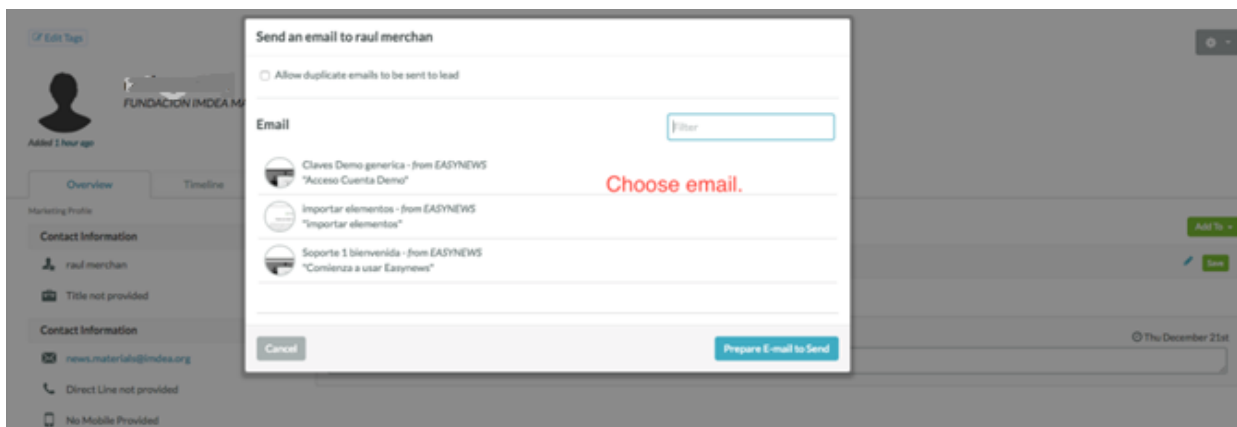 Edit Tags
FUNDACION IMDEA MA
Added 1 hour ago
Overview
Timeline
Marketing Profile
Contact Information
raul merchan
Title not provided
Contact Information
news.materials@imdea.org
Direct Line not provided
No Mobile Provided
Send an email to raul merchan
Allow duplicate emails to be sent to lead
Email
Filter
Claves Demo generica - from EASYNEWS
"Acceso Cuenta Demo"
Choose email.
importar elementos - from EASYNEWS
"importar elementos"
Soporte 1 bienvenida - from EASYNEWS
"Comienza a usar Easynews"
Cancel
Prepare E-mail to Send
Add To
Save
Thu December 21st